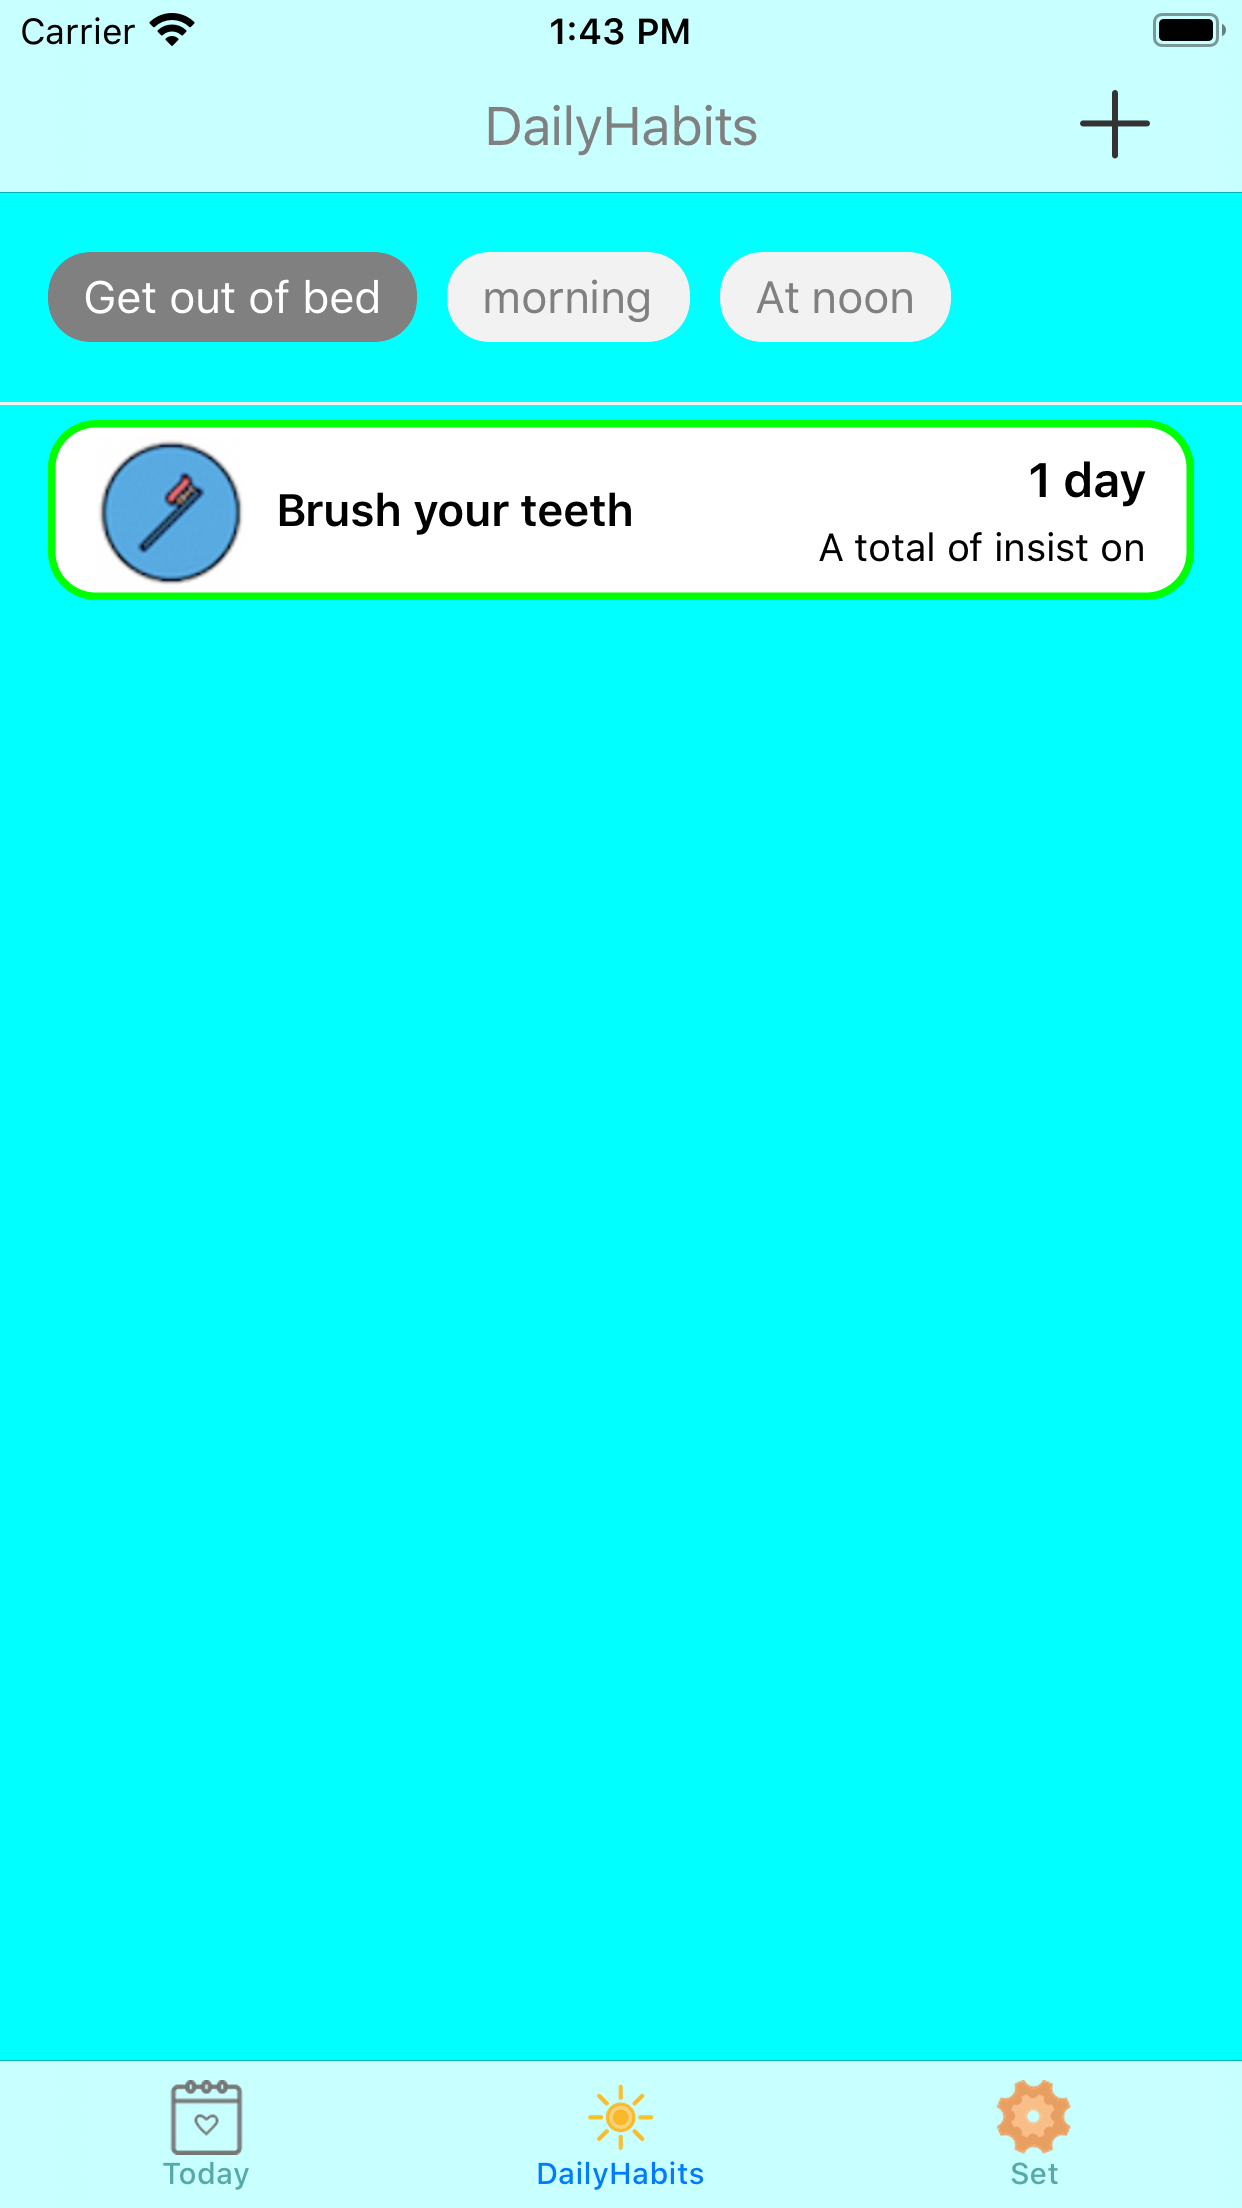 Carrier 1:43 PM
DailyHabits
Get out of bed morning At noon
Brush your teeth
1 day
A total of insist on
Today DailyHabits Set